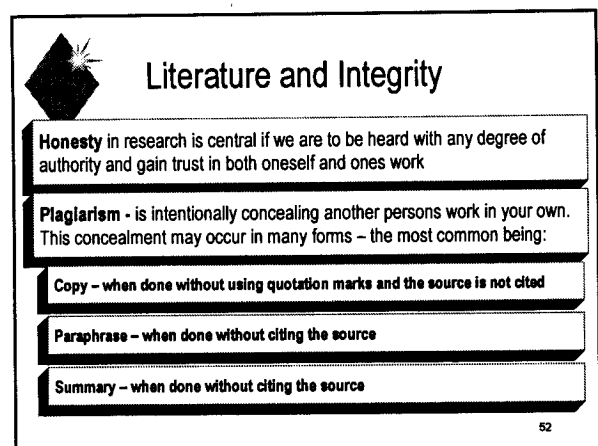 Literature and Integrity
Honesty in research is central if we are to be heard with any degree of
authority and gain trust in both oneself and ones work
Plagiarism - is intentionally concealing another persons work in your own.
This concealment may occur in many forms – the most common being:
Copy – when done without using quotation marks and the source is not cited
Paraphrase – when done without citing the source
Summary – when done without citing the source
52